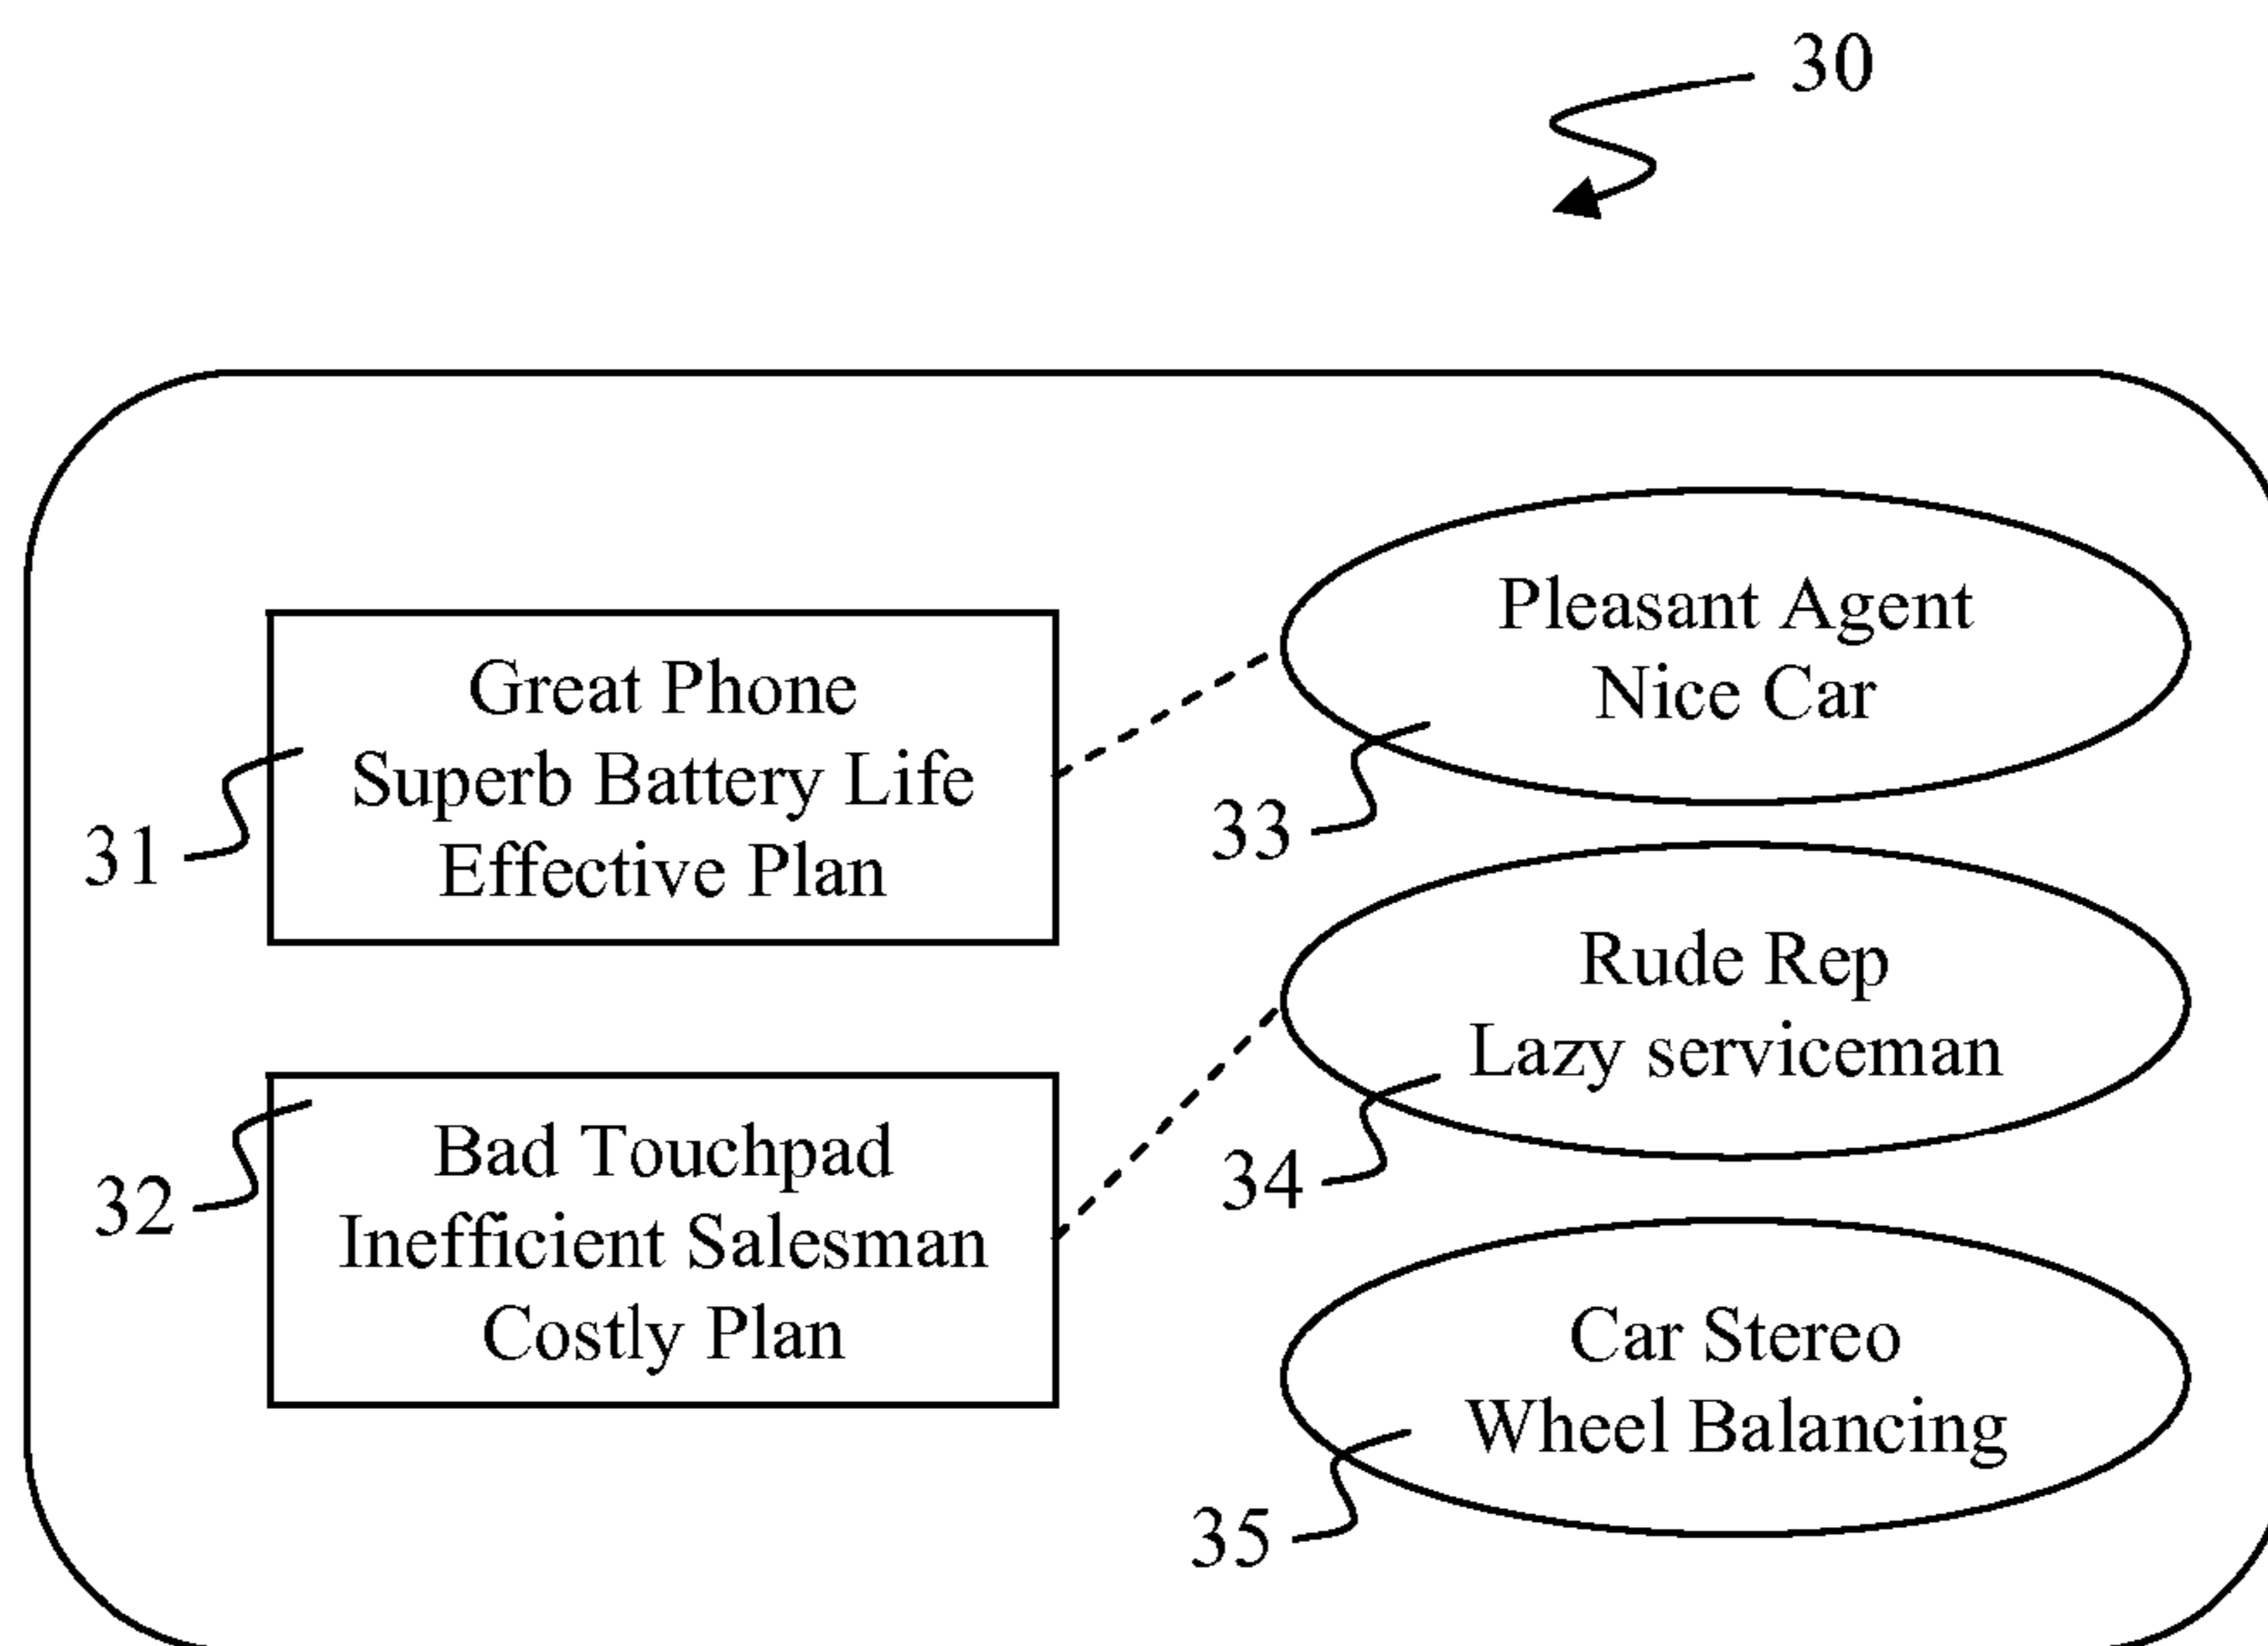 30
Great Phone
Superb Battery Life
Effective Plan
31
Bad Touchpad
Inefficient Salesman
Costly Plan
32
Pleasant Agent
Nice Car
33
Rude Rep
Lazy serviceman
34
Car Stereo
Wheel Balancing
35